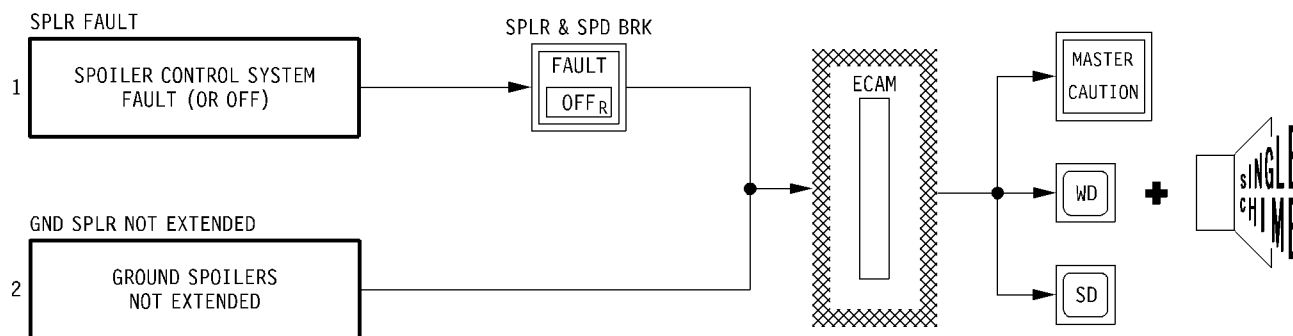 SPLR FAULT
1
SPOILER CONTROL SYSTEM
FAULT (OR OFF)
SPLR & SPD BRK
FAULT
OFF R
ECAM
MASTER
CAUTION
WD
SINGLE
CHIME
GND SPLR NOT EXTENDED
2
GROUND SPOILERS
NOT EXTENDED
SD